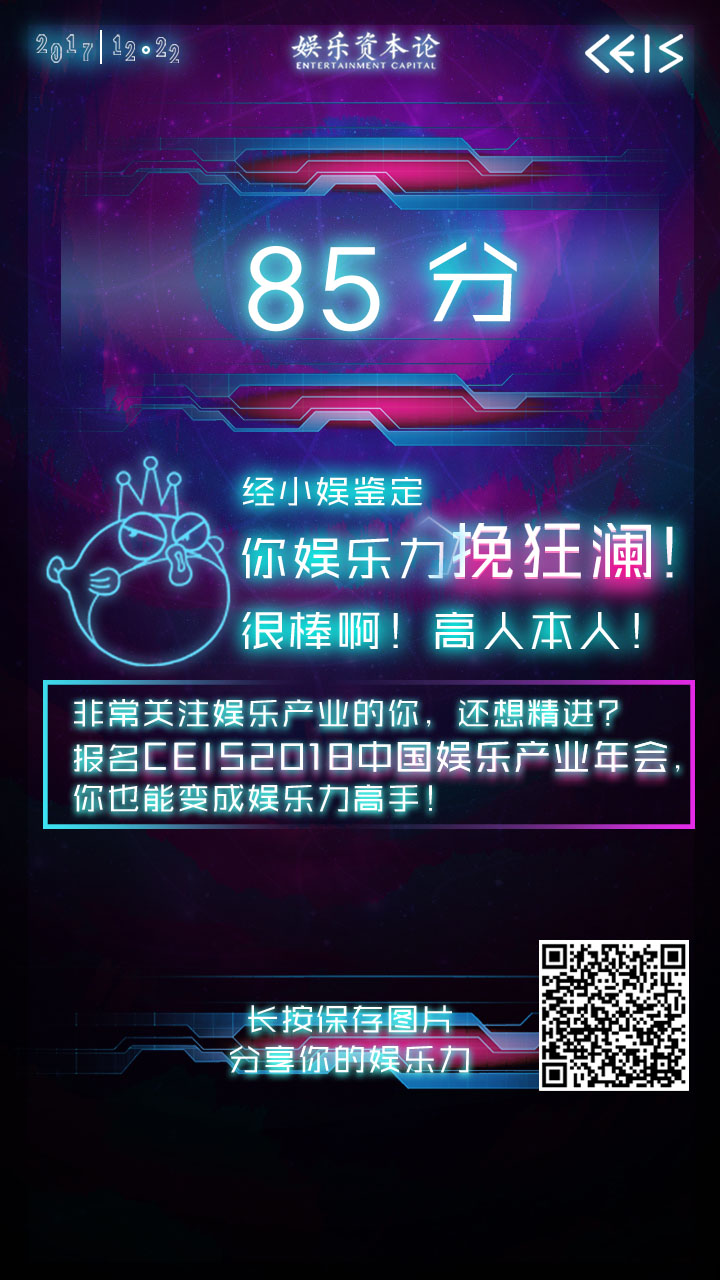 2017|12·22
娱乐资本论
ENTERTAINMENT CAPITAL
CEIS
85 分
经小娱鉴定
你娱乐力挽狂澜！
很棒啊！高人本人！
非常关注娱乐产业的你，还想精进？
报名CEIS2018中国娱乐产业年会，
你也能变成娱乐力高手！
长按保存图片
分享你的娱乐力